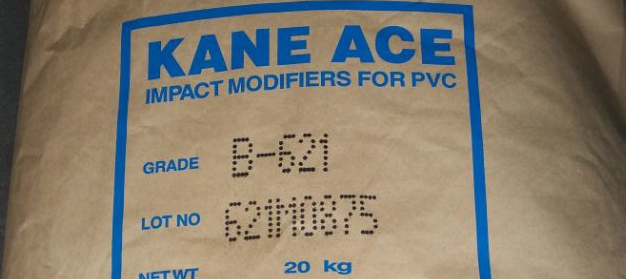 KANE ACE
IMPACT MODIFIERS FOR PVC
GRADE B-621
LOT NO 621M0875
NET WT 20 kg